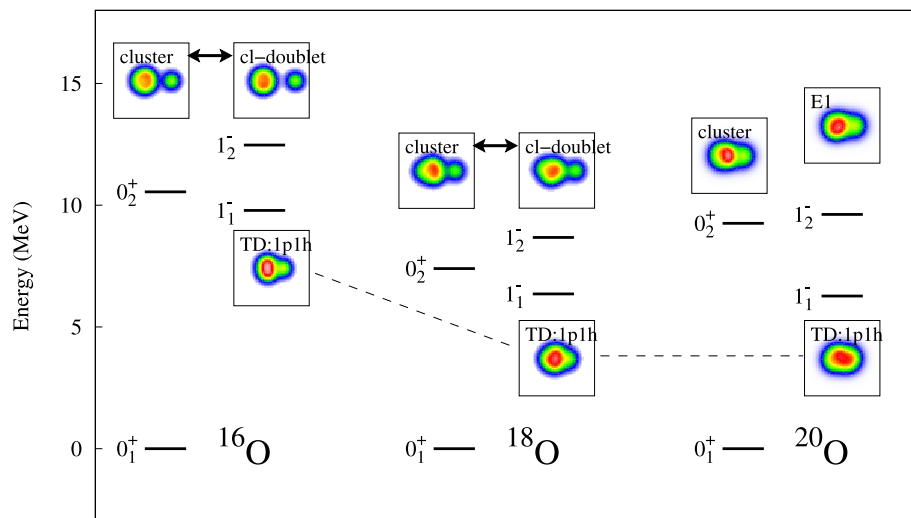 Energy (MeV)
15
10
5
0
cluster
cl−doublet
1₂⁻
0₂⁺
1₁⁻
TD:1p1h
0₁⁺
¹⁶O
cluster
cl−doublet
1₂⁻
0₂⁺
1₁⁻
TD:1p1h
0₁⁺
¹⁸O
E1
cluster
1₂⁻
0₂⁺
1₁⁻
TD:1p1h
0₁⁺
²⁰O